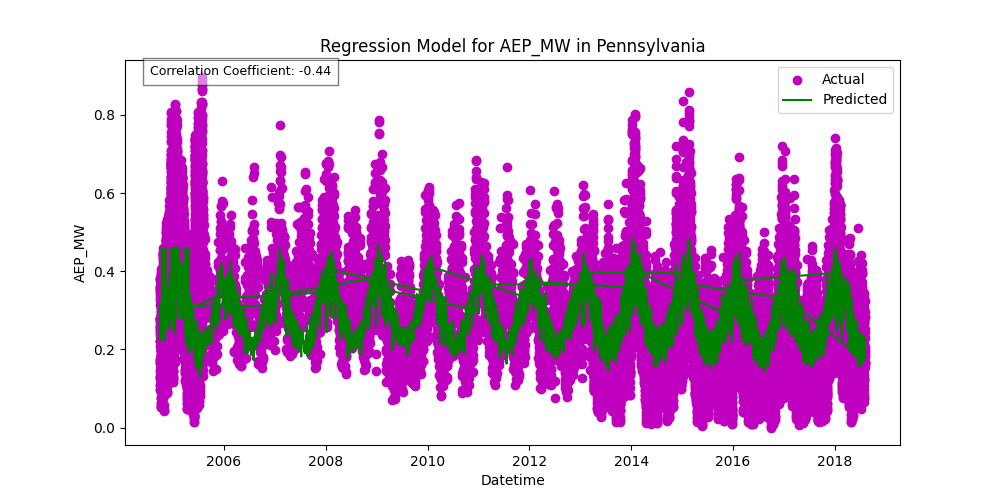 Regression Model for AEP_MW in Pennsylvania
Correlation Coefficient: -0.44
Actual
Predicted
AEP_MW
0.8
0.6
0.4
0.2
0.0
2006 2008 2010 2012 2014 2016 2018
Datetime